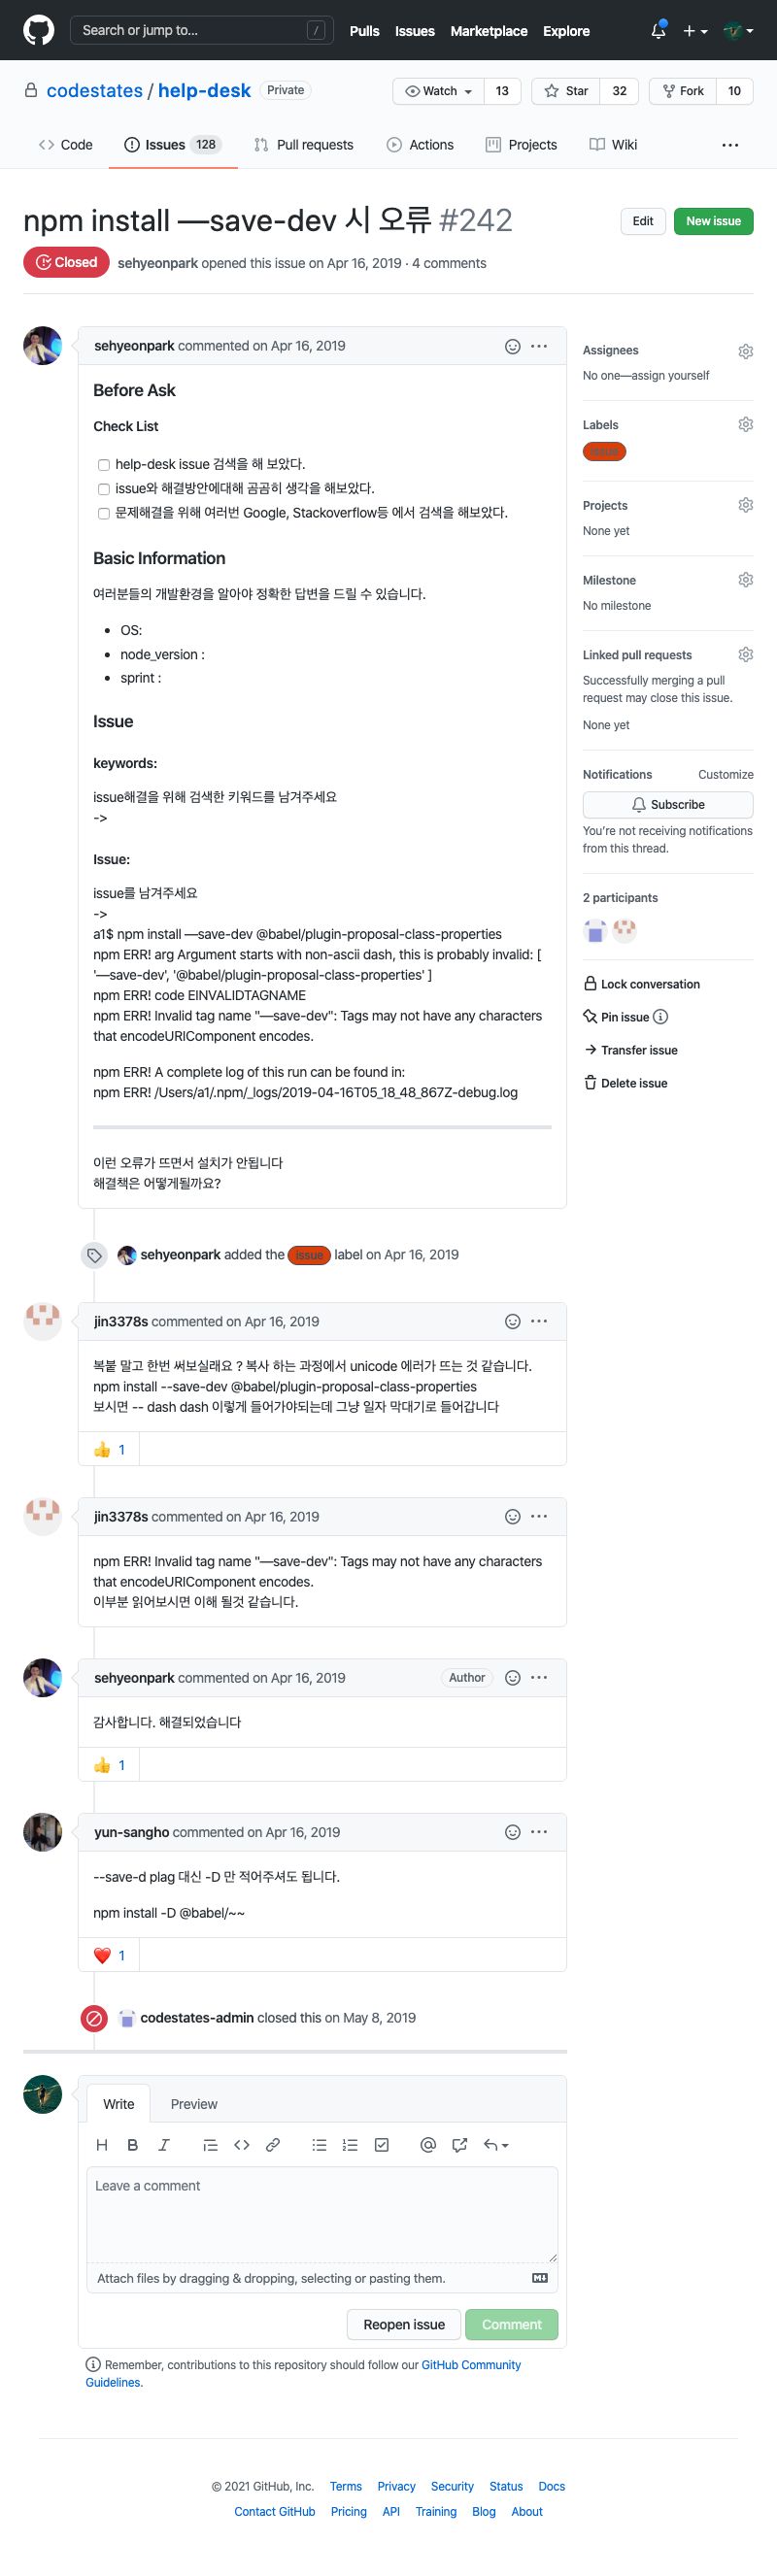 Search or jump to...
/
Pulls
Issues
Marketplace
Explore
codestates / help-desk
Private
Watch
13
Star
32
Fork
10
Code
Issues 128
Pull requests
Actions
Projects
Wiki
npm install —save-dev 시 오류 #242
Edit
New issue
Closed
sehyeonpark opened this issue on Apr 16, 2019 · 4 comments
sehyeonpark commented on Apr 16, 2019
Before Ask
Check List
help-desk issue 검색을 해 보았다.
issue와 해결방안에대해 곰곰히 생각을 해보았다.
문제해결을 위해 여러번 Google, Stackoverflow등 에서 검색을 해보았다.
Basic Information
여러분들의 개발환경을 알아야 정확한 답변을 드릴 수 있습니다.
OS:
node_version :
sprint :
Issue
keywords:
issue해결을 위해 검색한 키워드를 남겨주세요
->
Issue:
issue를 남겨주세요
->
a1$ npm install —save-dev @babel/plugin-proposal-class-properties
npm ERR! arg Argument starts with non-ascii dash, this is probably invalid: [
'—save-dev', '@babel/plugin-proposal-class-properties' ]
npm ERR! code EINVALIDTAGNAME
npm ERR! Invalid tag name "—save-dev": Tags may not have any characters
that encodeURIComponent encodes.
npm ERR! A complete log of this run can be found in:
npm ERR! /Users/a1/.npm/_logs/2019-04-16T05_18_48_867Z-debug.log
이런 오류가 뜨면서 설치가 안됩니다
해결책은 어떻게될까요?
Assignees
No one—assign yourself
Labels
issue
Projects
None yet
Milestone
No milestone
Linked pull requests
Successfully merging a pull
request may close this issue.
None yet
Notifications
Customize
Subscribe
You're not receiving notifications
from this thread.
2 participants
Lock conversation
Pin issue
Transfer issue
Delete issue
sehyeonpark added the issue label on Apr 16, 2019
jin3378s commented on Apr 16, 2019
복붙 말고 한번 써보실래요 ? 복사 하는 과정에서 unicode 에러가 뜨는 것 같습니다.
npm install --save-dev @babel/plugin-proposal-class-properties
보시면 -- dash dash 이렇게 들어가야되는데 그냥 일자 막대기로 들어갑니다
👍 1
jin3378s commented on Apr 16, 2019
npm ERR! Invalid tag name "—save-dev": Tags may not have any characters
that encodeURIComponent encodes.
이부분 읽어보시면 이해 될것 같습니다.
sehyeonpark commented on Apr 16, 2019
Author
감사합니다. 해결되었습니다
👍 1
yun-sangho commented on Apr 16, 2019
--save-d plag 대신 -D 만 적어주셔도 됩니다.
npm install -D @babel/~~
❤️ 1
codestates-admin closed this on May 8, 2019
Write
Preview
Leave a comment
Attach files by dragging & dropping, selecting or pasting them.
Reopen issue
Comment
Remember, contributions to this repository should follow our GitHub Community
Guidelines.
© 2021 GitHub, Inc.
Terms
Privacy
Security
Status
Docs
Contact GitHub
Pricing
API
Training
Blog
About